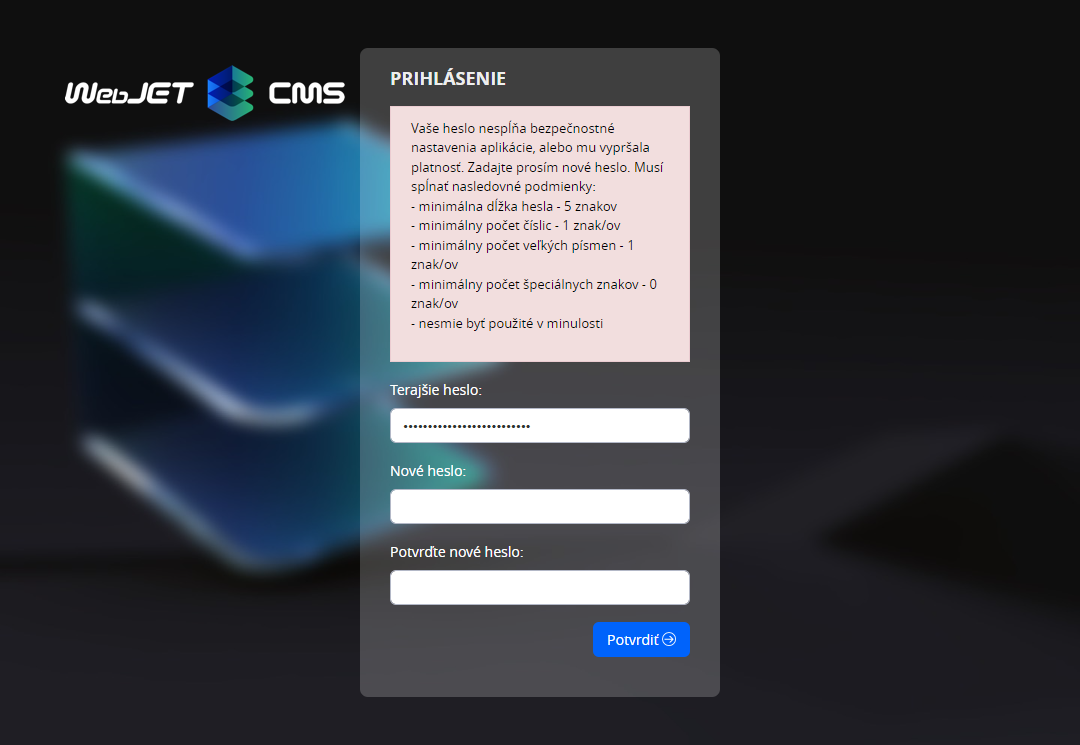 WebJET CMS
PRIHLÁSENIE
Vaše heslo nespĺňa bezpečnostné
nastavenia aplikácie, alebo mu vypršala
platnosť. Zadajte prosím nové heslo. Musí
spĺnať nasledovné podmienky:
- minimálna dĺžka hesla - 5 znakov
- minimálny počet číslic - 1 znak/ov
- minimálny počet veľkých písmen - 1
znak/ov
- minimálny počet špeciálnych znakov - 0
znak/ov
- nesmie byť použité v minulosti
Terajšie heslo:
Nové heslo:
Potvrďte nové heslo:
Potvrdiť